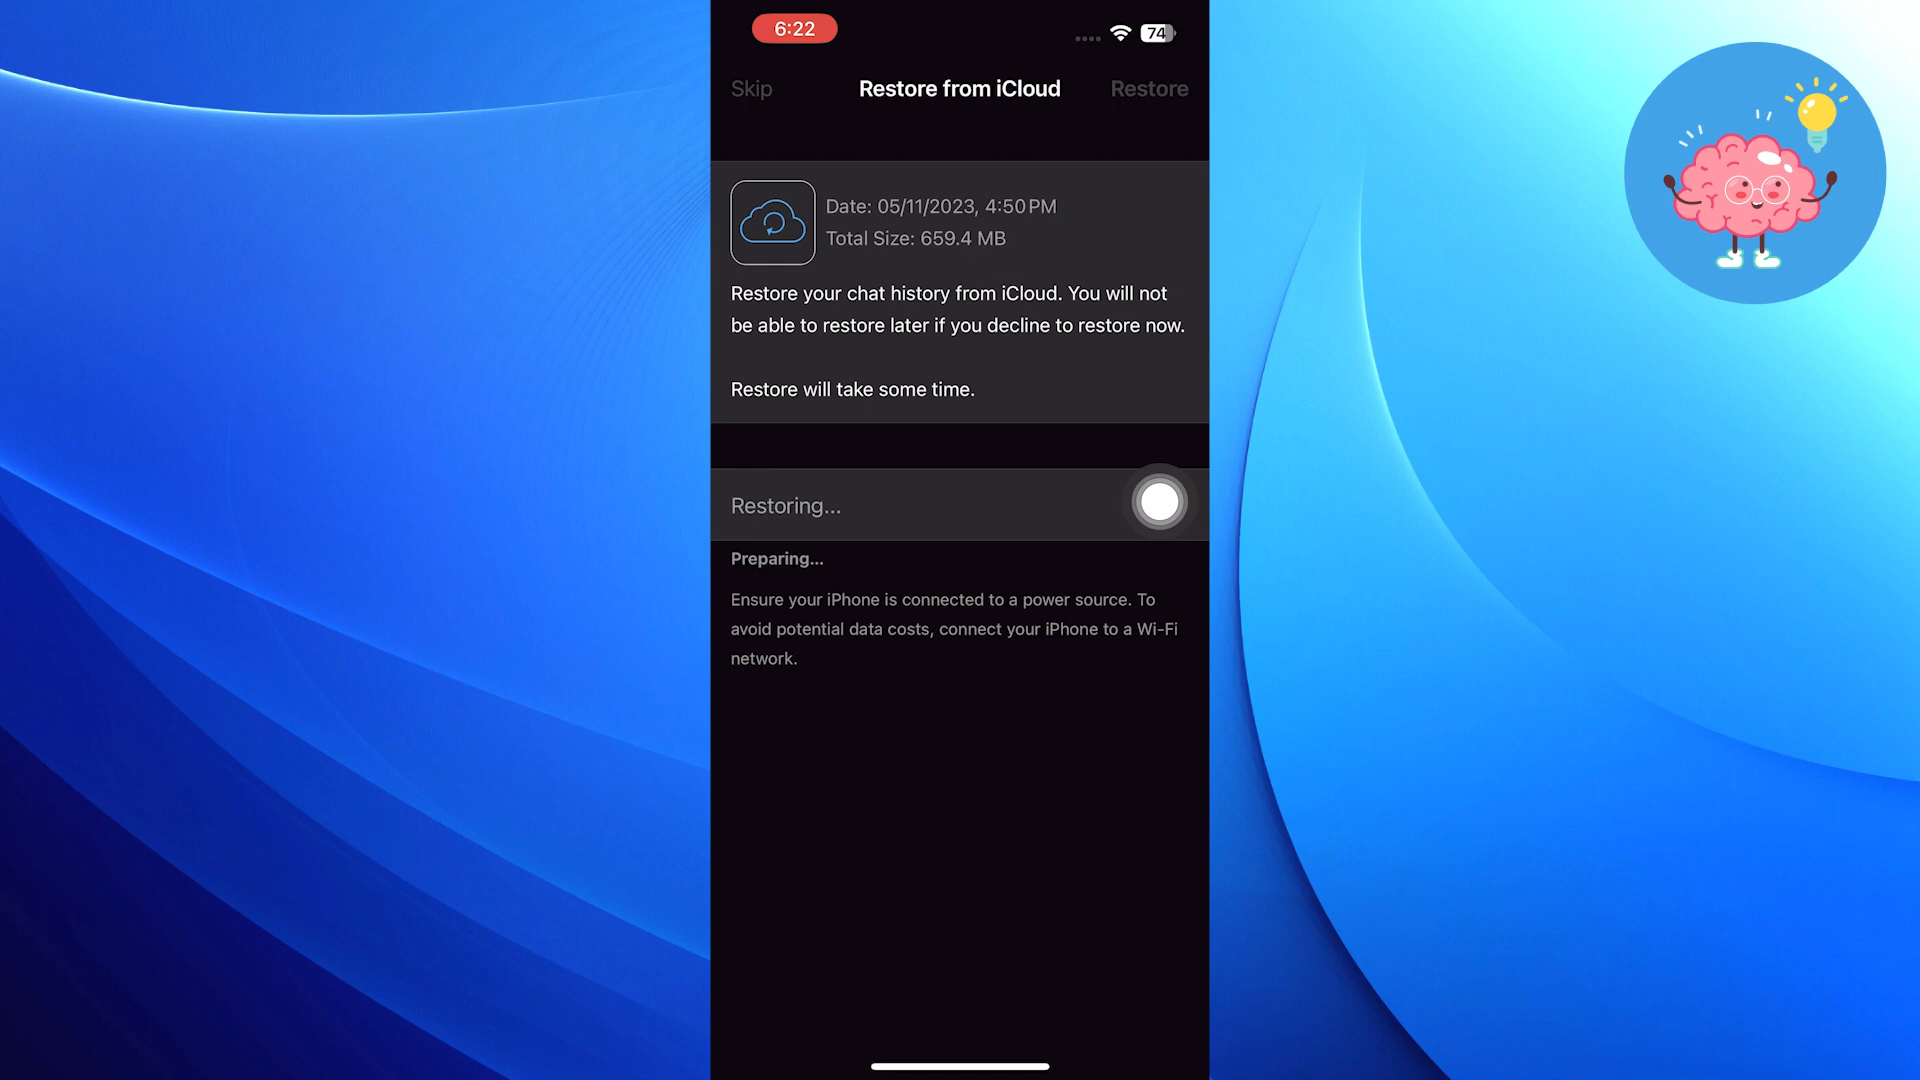 6:22
74
Skip
Restore from iCloud
Restore
Date: 05/11/2023, 4:50 PM
Total Size: 659.4 MB
Restore your chat history from iCloud. You will not
be able to restore later if you decline to restore now.
Restore will take some time.
Restoring...
Preparing...
Ensure your iPhone is connected to a power source. To
avoid potential data costs, connect your iPhone to a Wi-Fi
network.